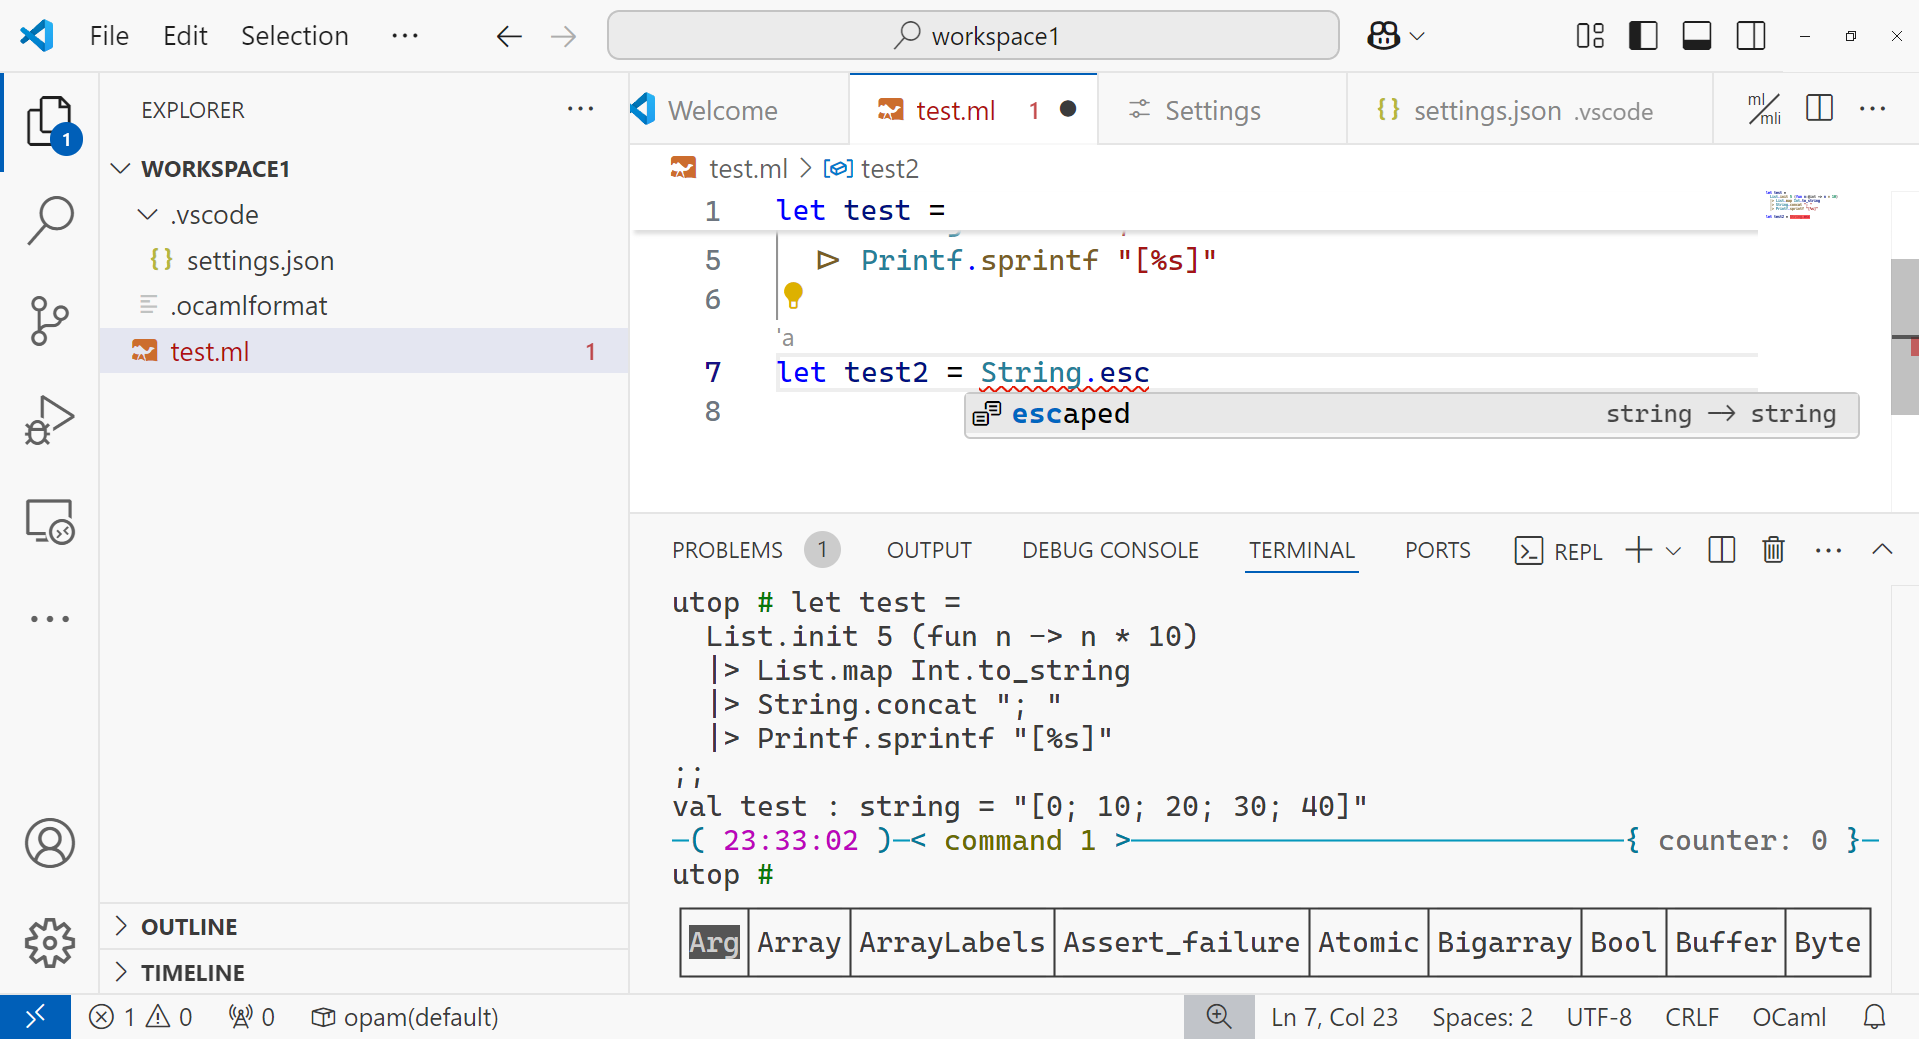 File Edit Selection ··· workspace1
EXPLORER ···
WORKSPACE1
.vscode
{} settings.json
.ocamlformat
test.ml 1
OUTLINE
TIMELINE
1
Welcome test.ml 1 Settings {} settings.json .vscode ml/mli ···
test.ml > test2
1 let test =
5 ▷ Printf.sprintf "[%s]"
6
'a
7 let test2 = String.esc
escaped string → string
8
PROBLEMS 1 OUTPUT DEBUG CONSOLE TERMINAL PORTS REPL ···
utop # let test =
List.init 5 (fun n -> n * 10)
|> List.map Int.to_string
|> String.concat "; "
|> Printf.sprintf "[%s]"
;;
val test : string = "[0; 10; 20; 30; 40]"
─( 23:33:02 )─< command 1 >─────────────{ counter: 0 }─
utop #
Arg Array ArrayLabels Assert_failure Atomic Bigarray Bool Buffer Byte
1 0 0 opam(default) Ln 7, Col 23 Spaces: 2 UTF-8 CRLF OCaml